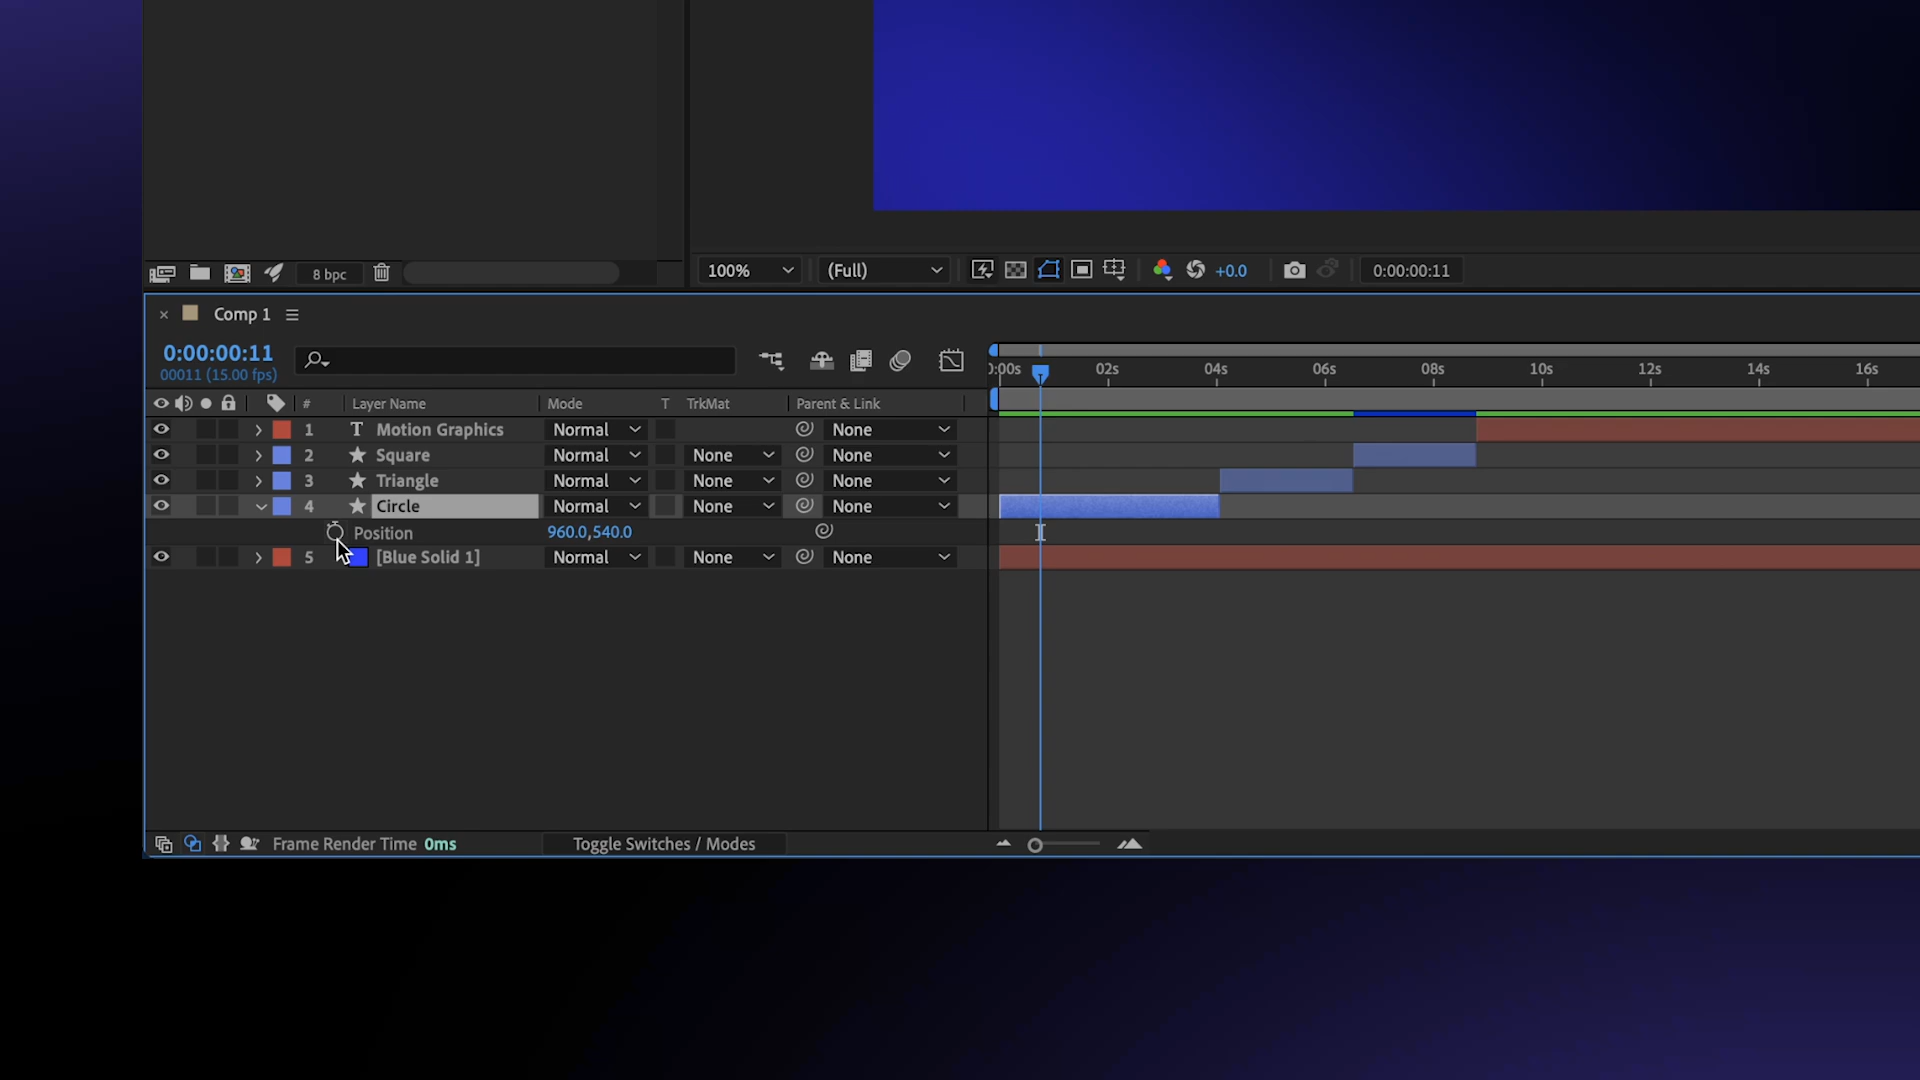 8 bpc
100%
(Full)
+0.0
0:00:00:11
Comp 1
0:00:00:11
00011 (15.00 fps)
:00s 02s 04s 06s 08s 10s 12s 14s 16s
# Layer Name Mode T TrkMat Parent & Link
1 T Motion Graphics Normal None
2 Square Normal None None
3 Triangle Normal None None
4 Circle Normal None None
Position 960.0,540.0
5 [Blue Solid 1] Normal None None
Frame Render Time 0ms
Toggle Switches / Modes